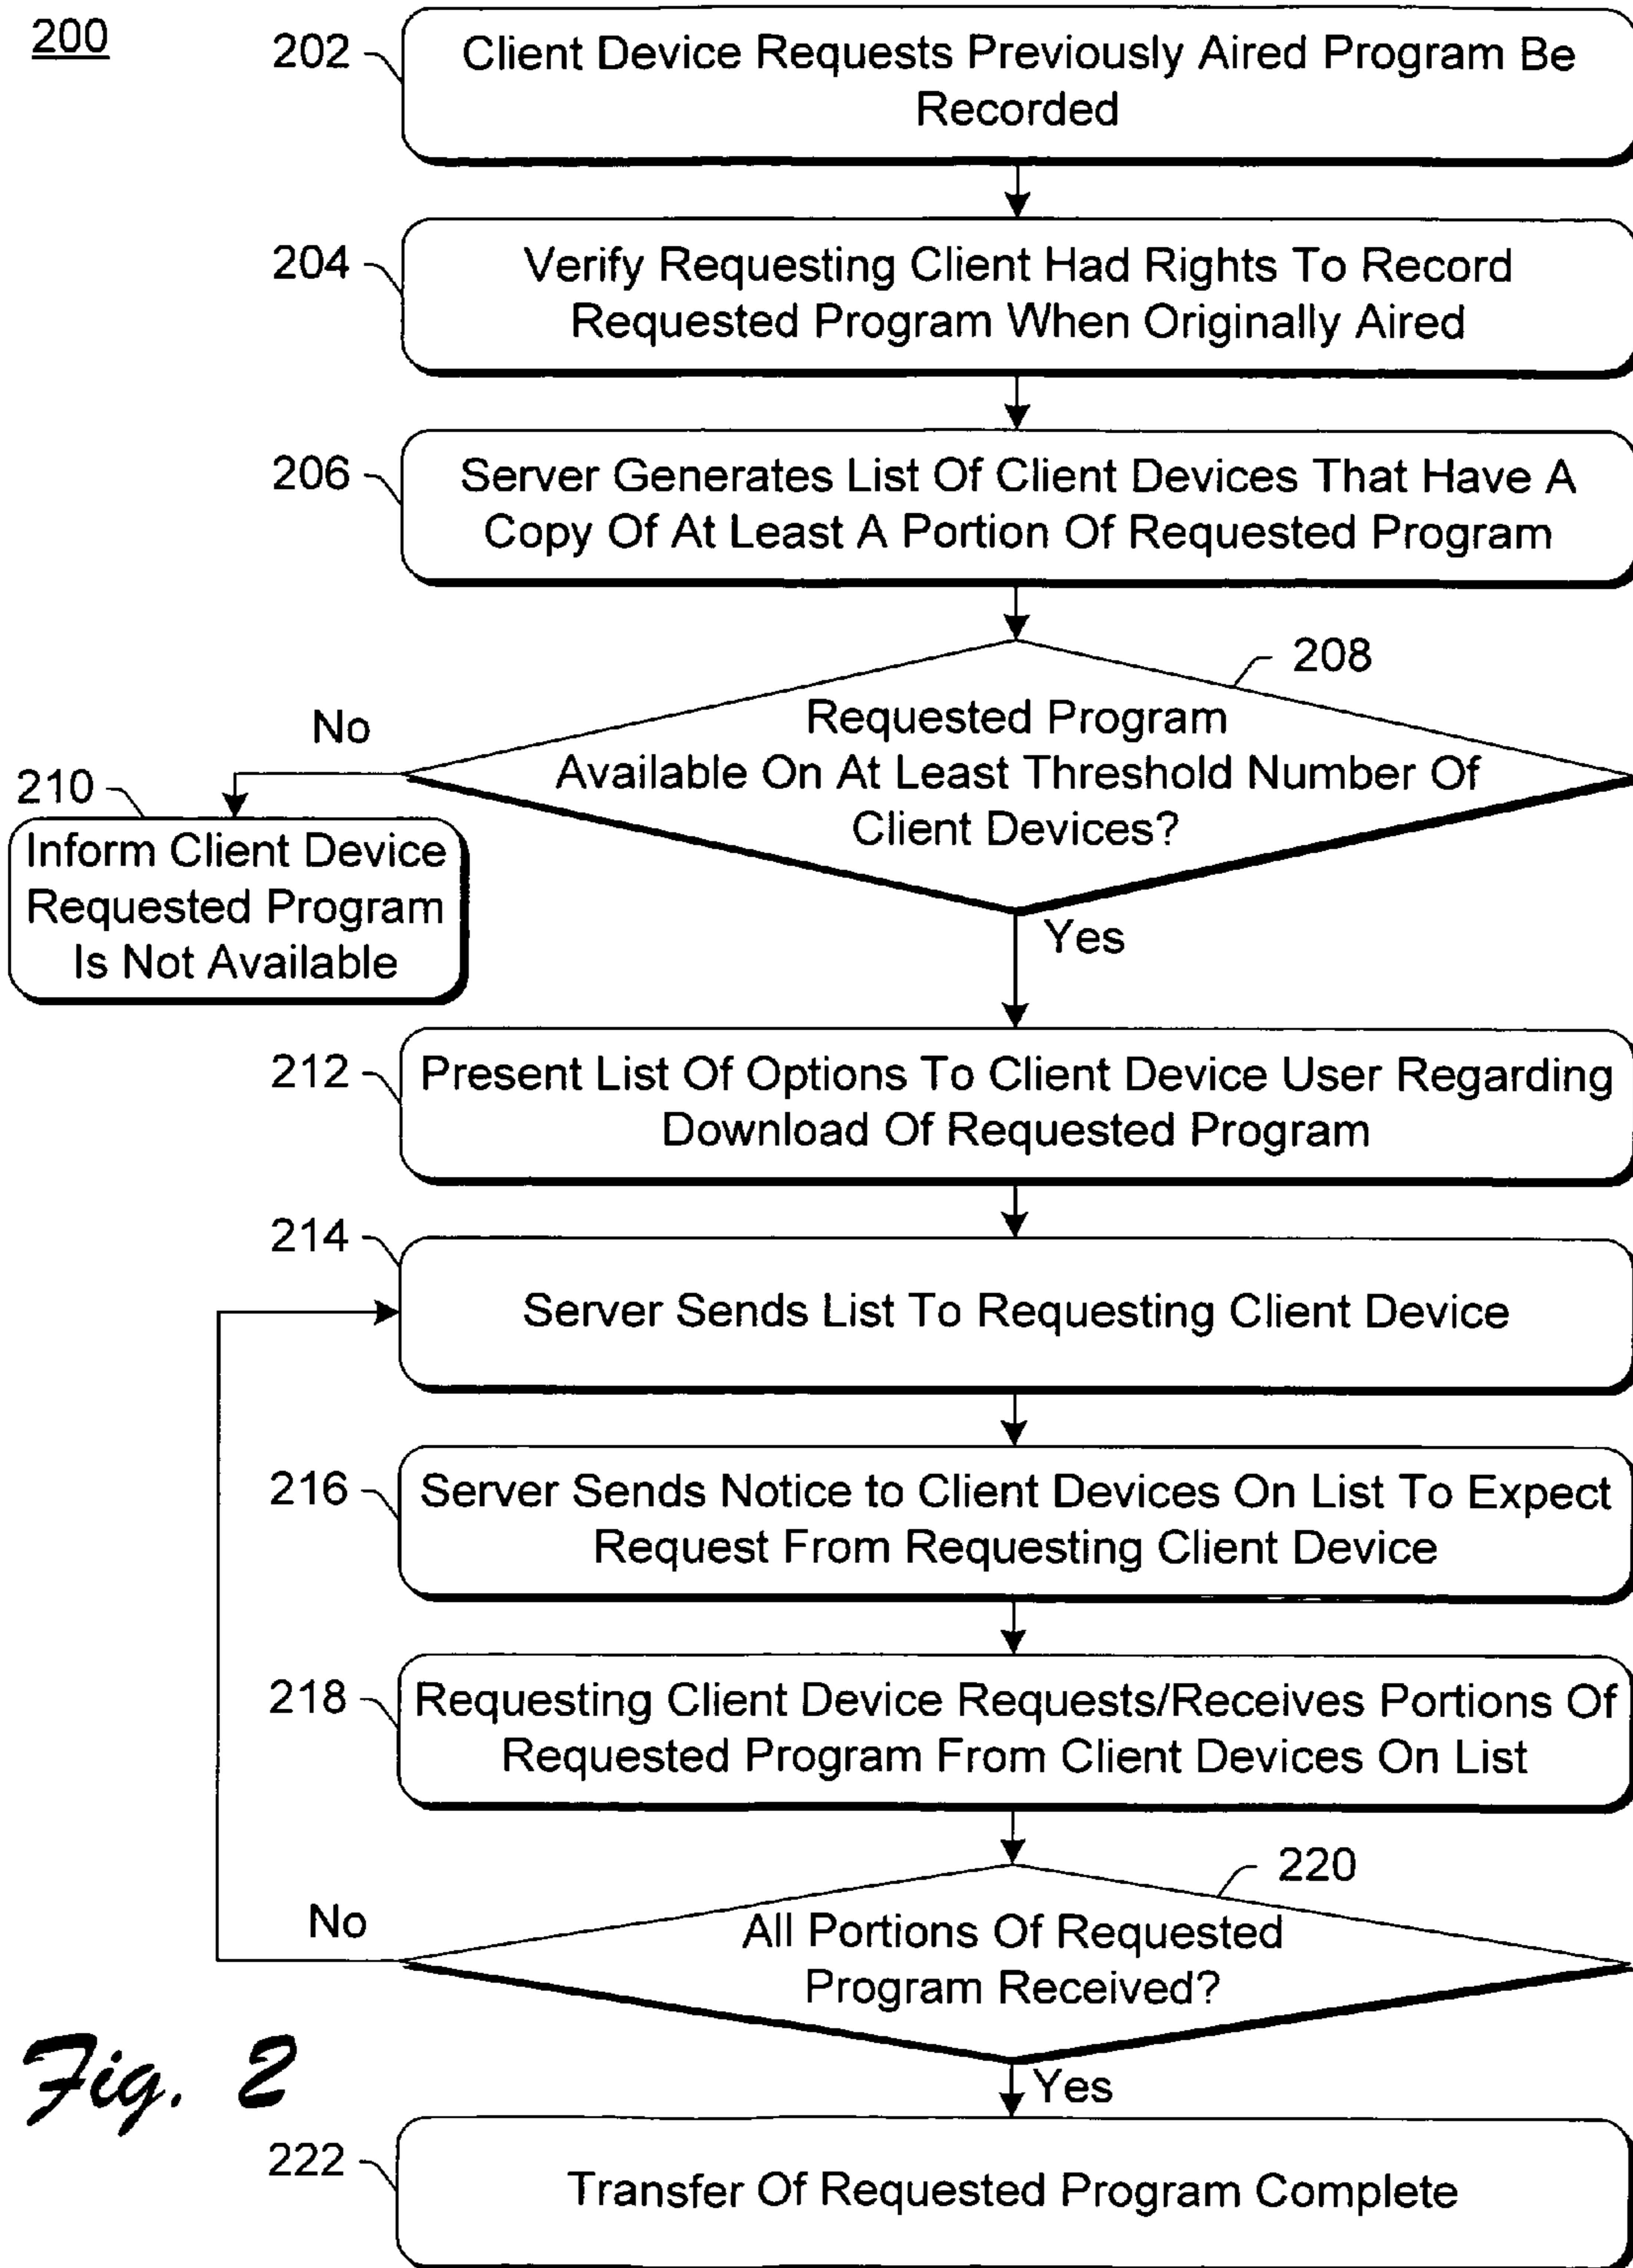 200
202
Client Device Requests Previously Aired Program Be
Recorded
204
Verify Requesting Client Had Rights To Record
Requested Program When Originally Aired
206
Server Generates List Of Client Devices That Have A
Copy Of At Least A Portion Of Requested Program
208
Requested Program
Available On At Least Threshold Number Of
Client Devices?
No
210
Inform Client Device
Requested Program
Is Not Available
Yes
212
Present List Of Options To Client Device User Regarding
Download Of Requested Program
214
Server Sends List To Requesting Client Device
216
Server Sends Notice to Client Devices On List To Expect
Request From Requesting Client Device
218
Requesting Client Device Requests/Receives Portions Of
Requested Program From Client Devices On List
220
All Portions Of Requested
Program Received?
No
Yes
Fig. 2
222
Transfer Of Requested Program Complete